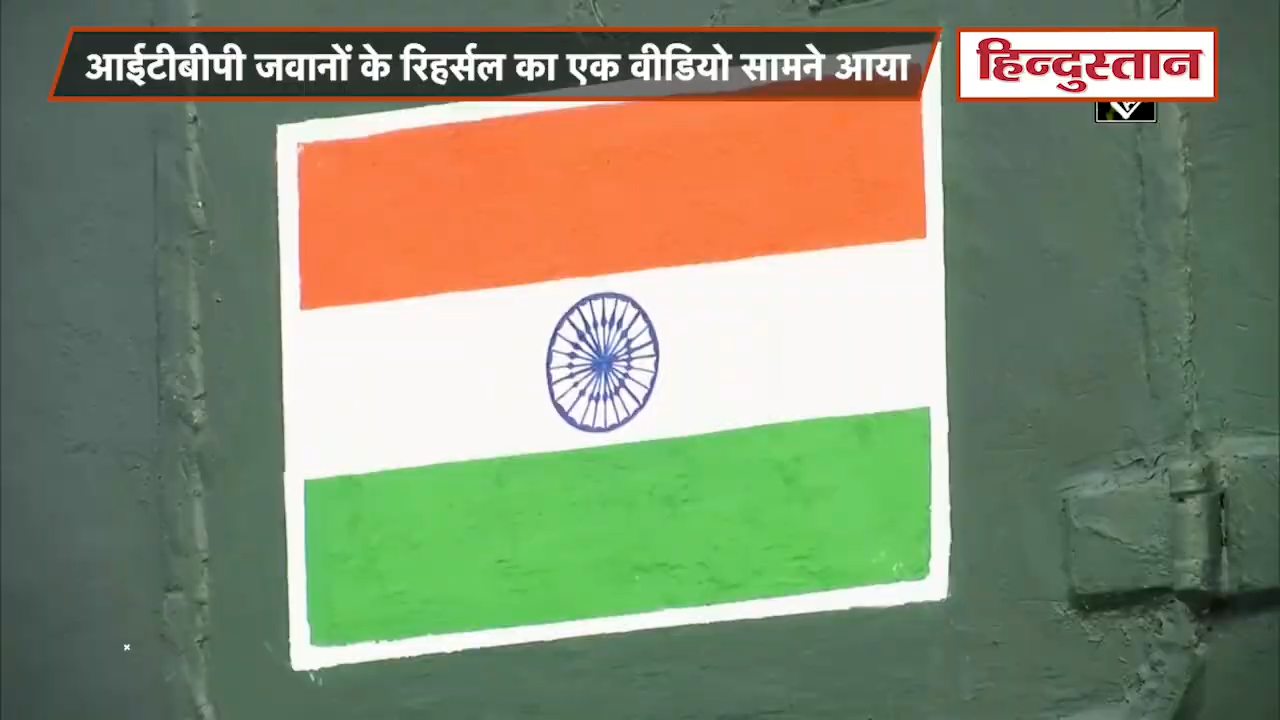 आईटीबीपी जवानों के रिहर्सल का एक वीडियो सामने आया
हिन्दुस्तान